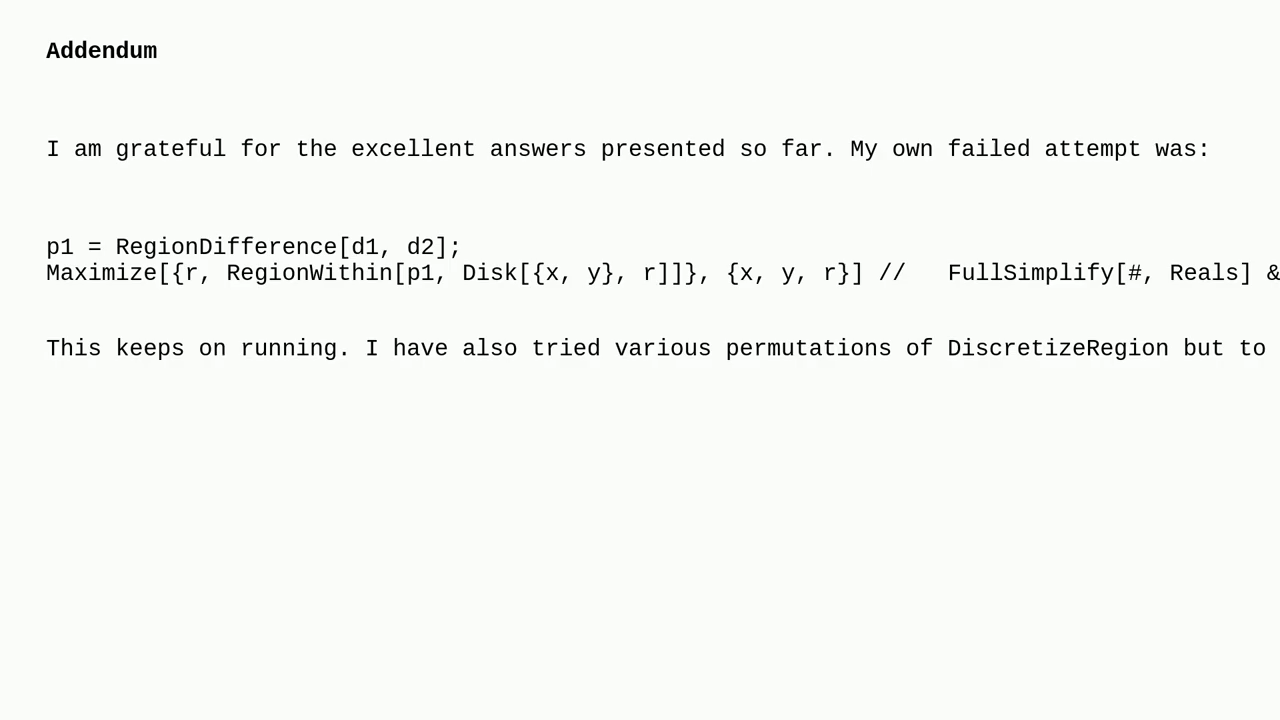 Addendum
I am grateful for the excellent answers presented so far. My own failed attempt was:
p1 = RegionDifference[d1, d2];
Maximize[{r, RegionWithin[p1, Disk[{x, y}, r]]}, {x, y, r}] //   FullSimplify[#, Reals] &
This keeps on running. I have also tried various permutations of DiscretizeRegion but to